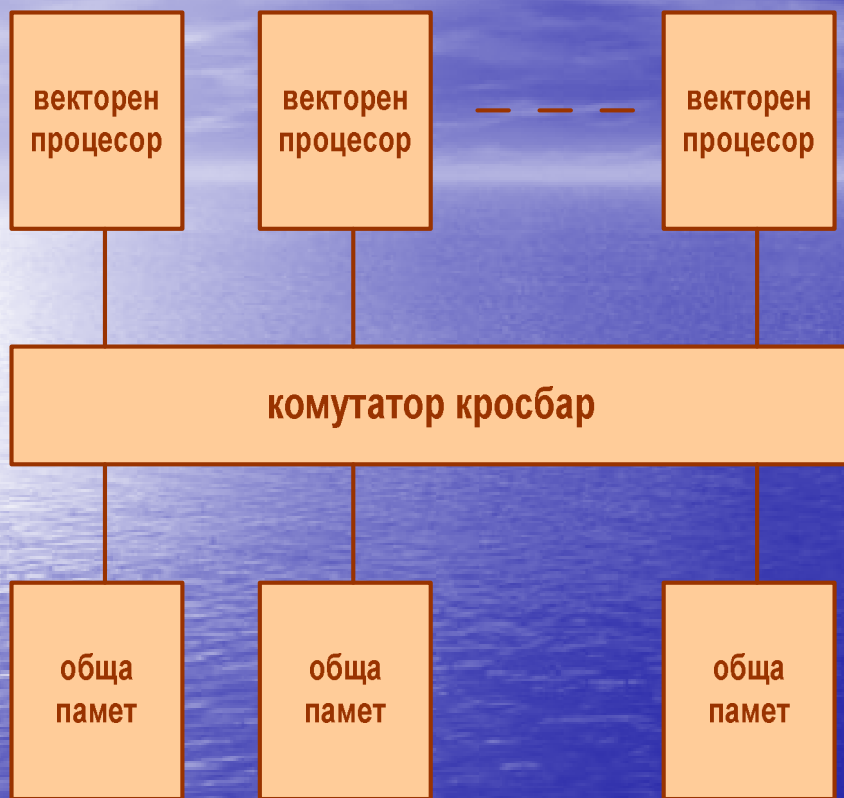 векторен
процесор
векторен
процесор
векторен
процесор
комутатор кросбар
обща
памет
обща
памет
обща
памет